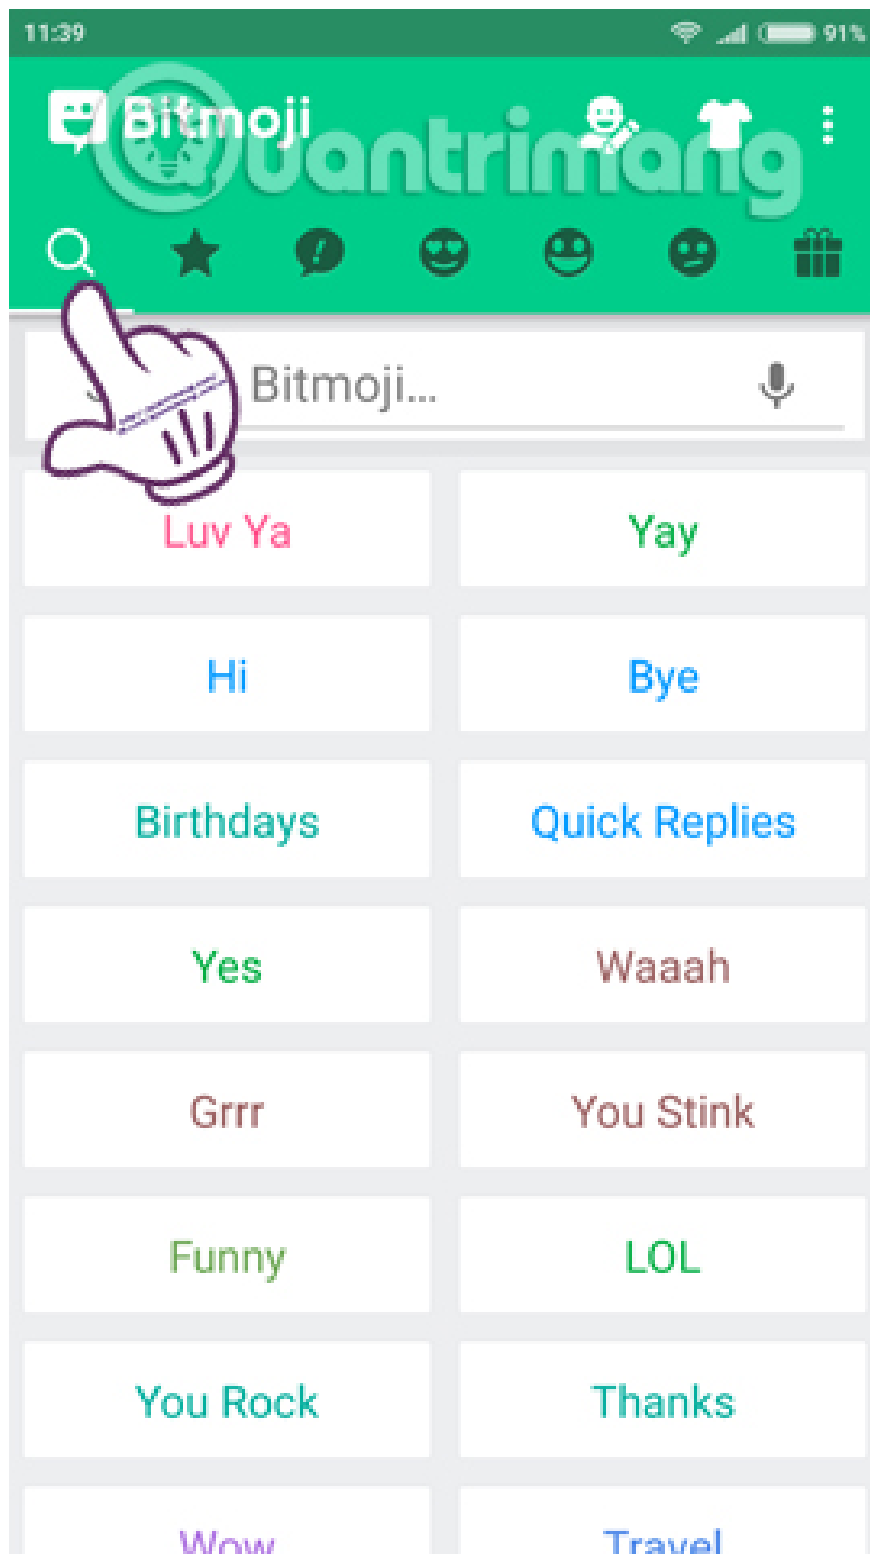 11:39 91%
Bitmoji
Quantrimang
Bitmoji...
Luv Ya Yay
Hi Bye
Birthdays Quick Replies
Yes Waaah
Grrr You Stink
Funny LOL
You Rock Thanks
Wow Travel